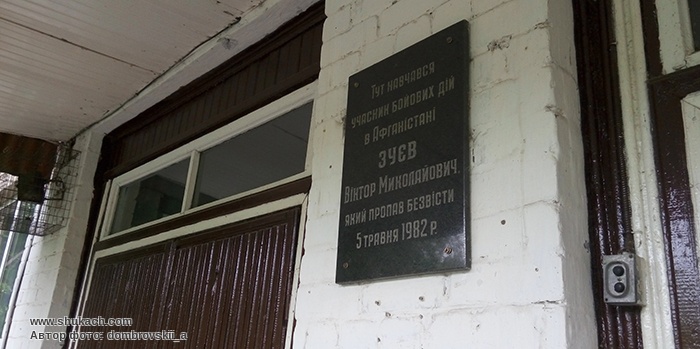 Тут навчався
учасник бойових дій
в Афганістані
ЗУЄВ
Віктор Миколайович,
який пропав безвісти
5 травня 1982 р.
www.shukach.com
Автор фото: dombrovskii_a